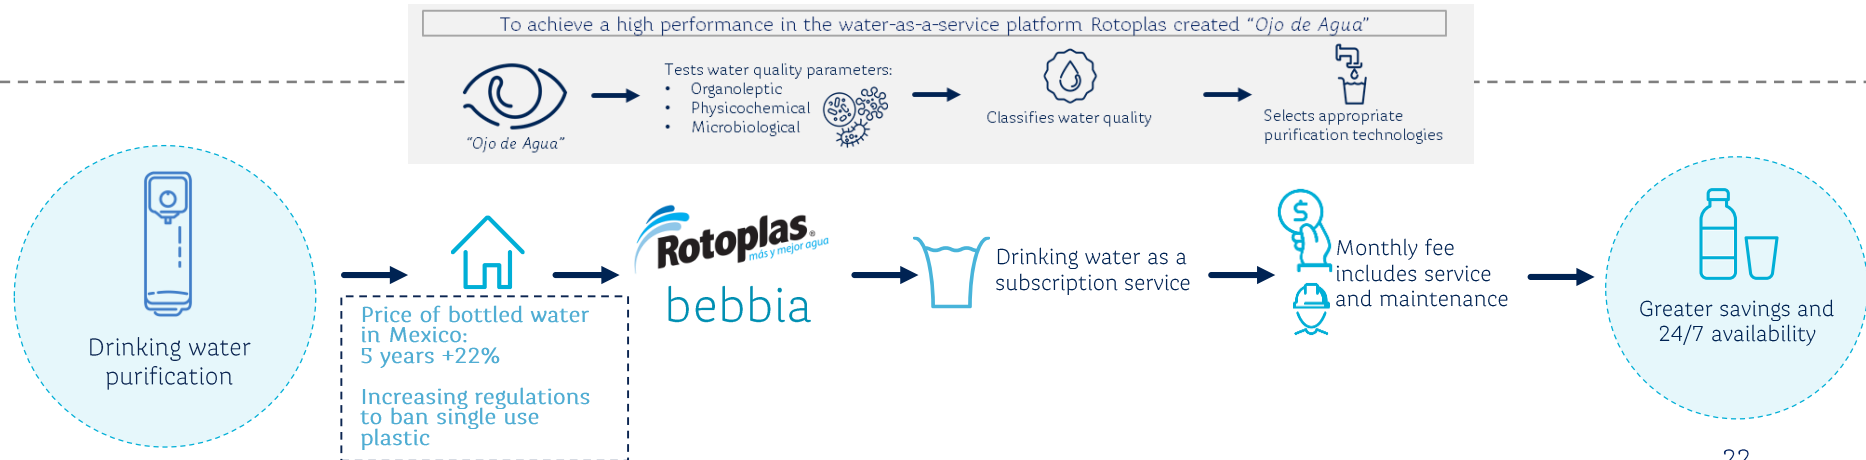 To achieve a high performance in the water-as-a-service platform Rotoplas created “Ojo de Agua”
“Ojo de Agua”
Tests water quality parameters:
• Organoleptic
• Physicochemical
• Microbiological
Classifies water quality
Selects appropriate
purification technologies
Drinking water
purification
Price of bottled water
in Mexico:
5 years +22%
Increasing regulations
to ban single use
plastic
Rotoplas®
más y mejor agua
bebbia
Drinking water as a
subscription service
$
Monthly fee
includes service
and maintenance
Greater savings and
24/7 availability